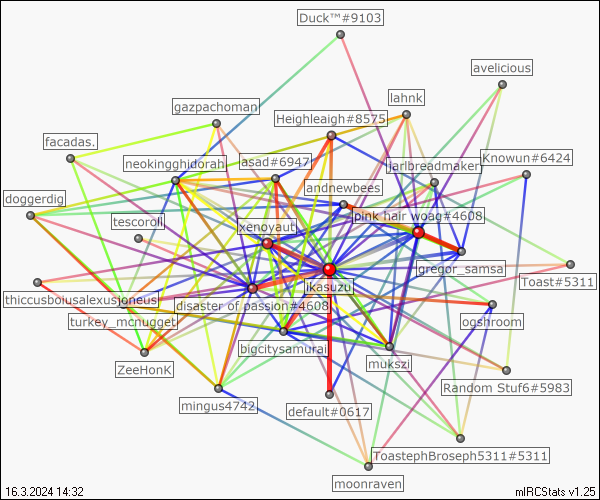 Duck™#9103
avelicious
lahnk
gazpachoman
Heighleaigh#8575
facadas.
neokingghidorah
asad#6947
jarlbreadmaker
Knowun#6424
andnewbees
doggerdig
tescoroll
xenoyaut
pink hair woag#4608
gregor_samsa
Toast#5311
ikasuzu
thiccusboiusalexusjoneus
disaster of passion#4608
turkey_mcnugget
ogshroom
bigcitysamurai
mukszi
ZeeHonK
Random Stuf6#5983
mingus4742
default#0617
ToastephBroseph5311#5311
moonraven
16.3.2024 14:32
mIRCStats v1.25